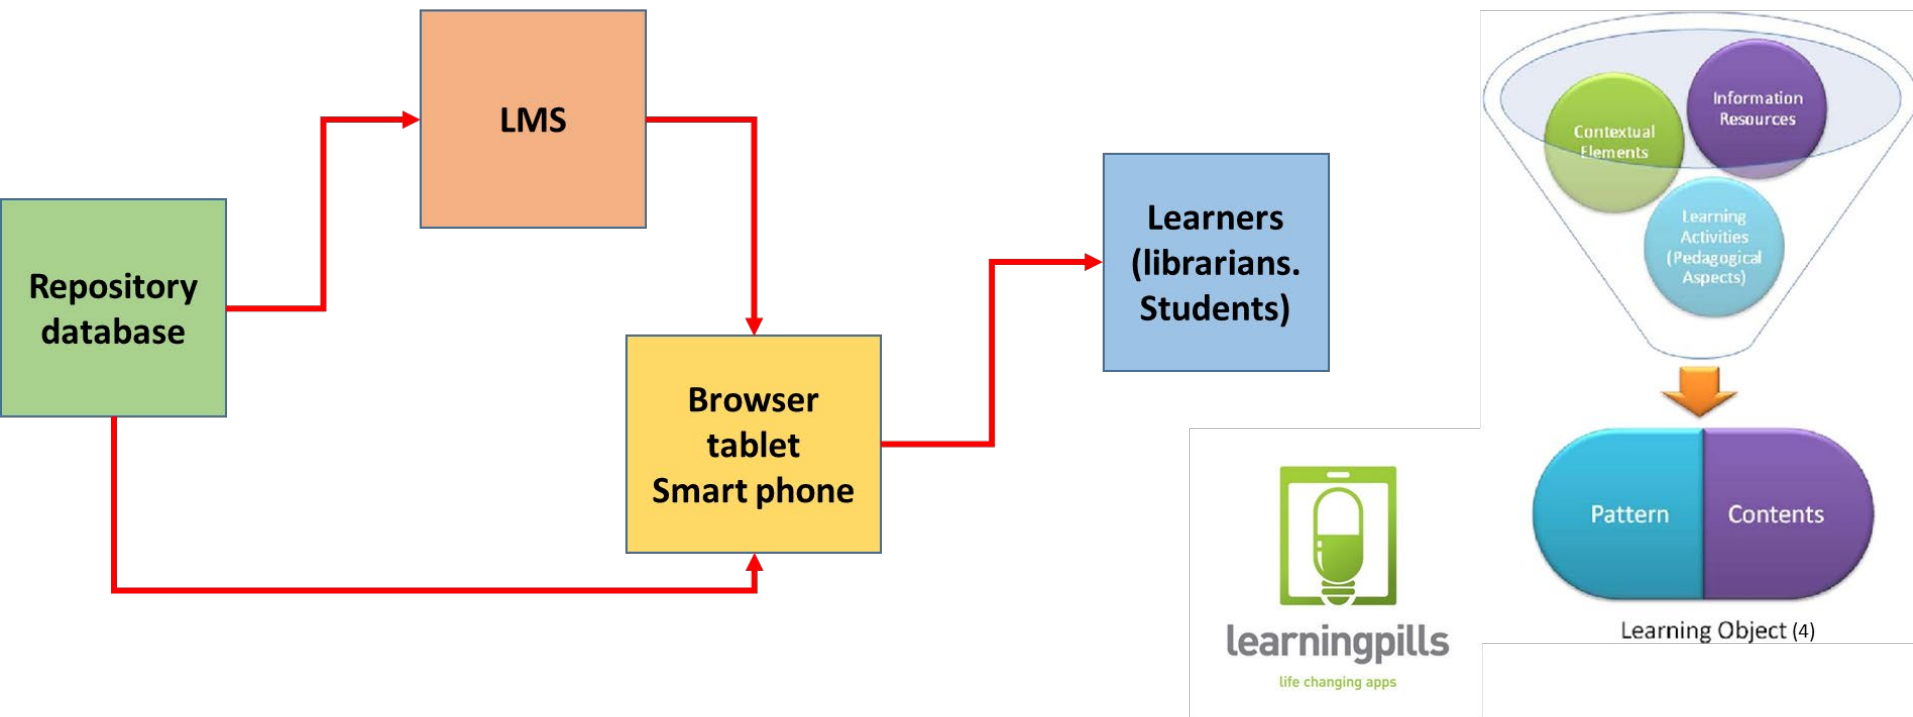 LMS
Repository
database
Browser
tablet
Smart phone
Learners
(librarians.
Students)
learningpills
life changing apps
Information
Resources
Contextual
Elements
Learning
Activities
(Pedagogical
Aspects)
Pattern
Contents
Learning Object (4)